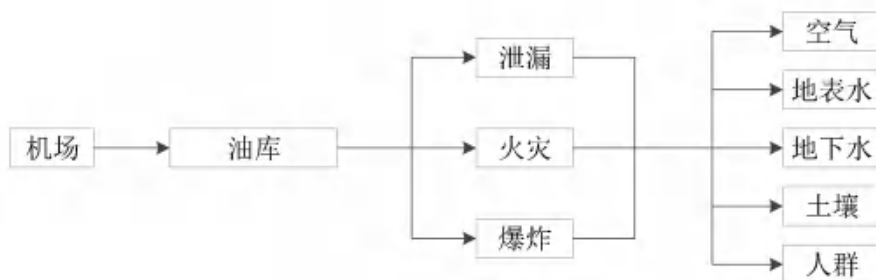 机场
油库
泄漏
火灾
爆炸
空气
地表水
地下水
土壤
人群